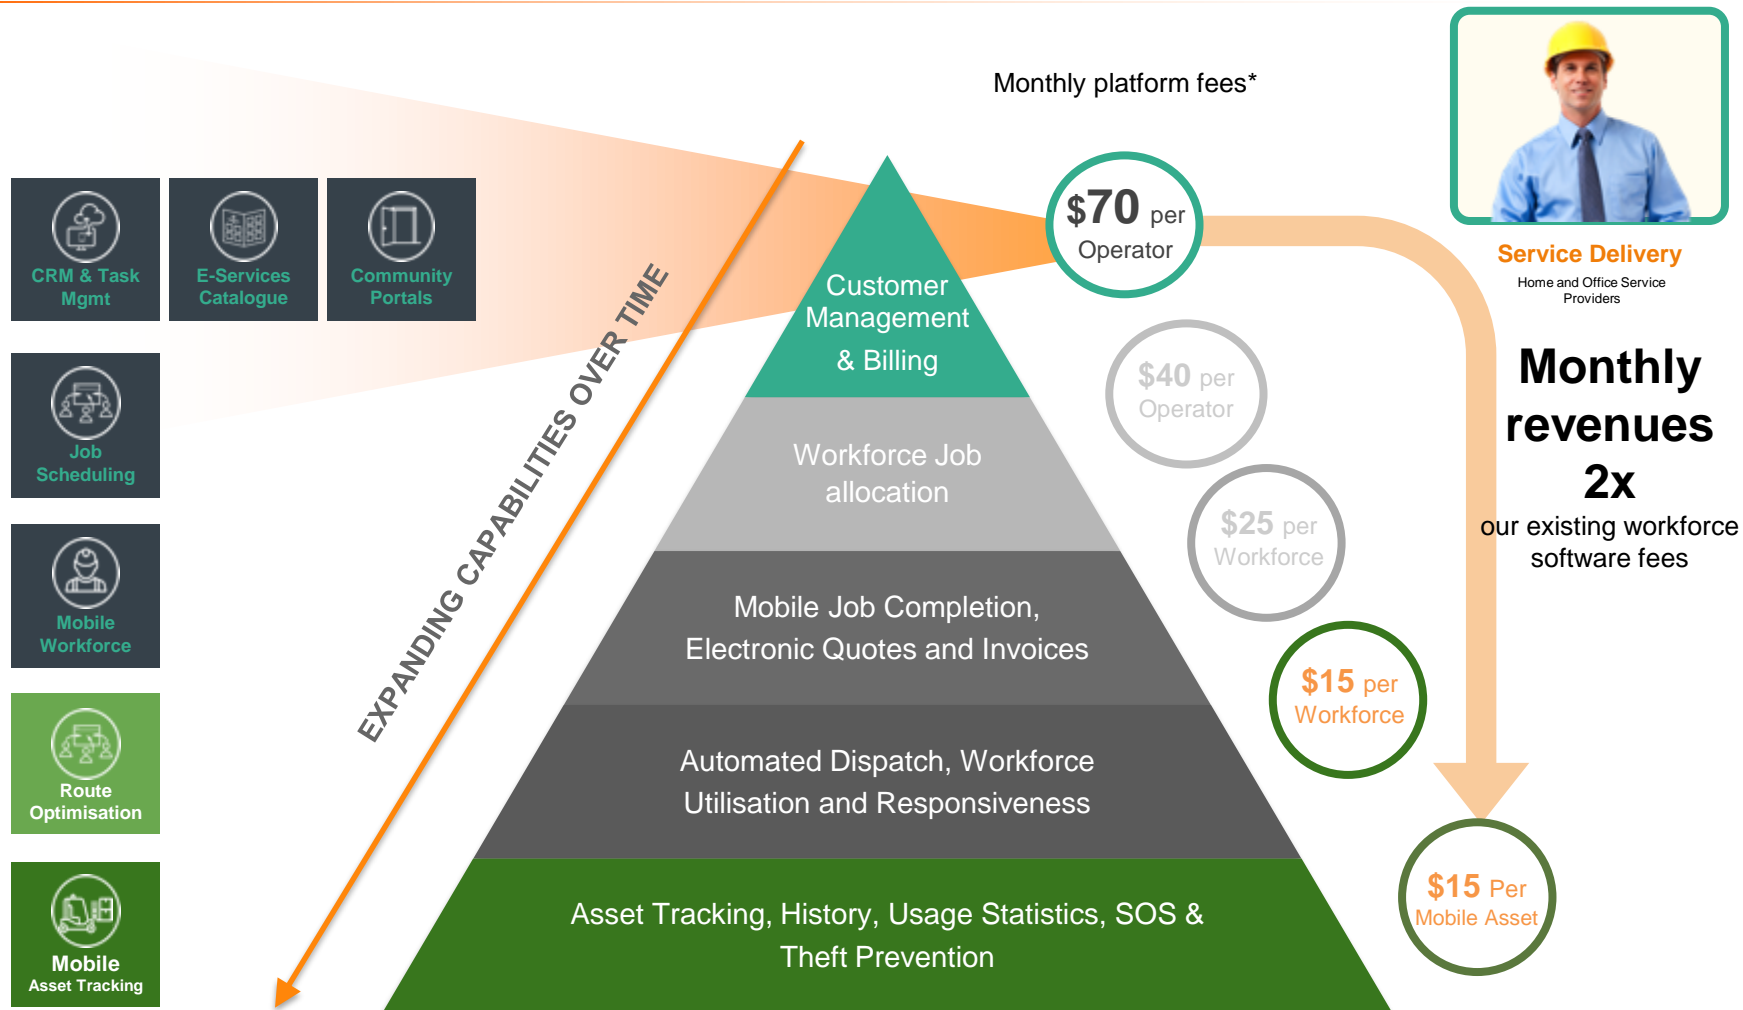 Monthly platform fees*
$70 per
Operator
Service Delivery
Home and Office Service
Providers
CRM & Task
Mgmt
E-Services
Catalogue
Community
Portals
EXPANDING CAPABILITIES OVER TIME
Customer
Management
& Billing
$40 per
Operator
Monthly
revenues
2x
our existing workforce
software fees
Job
Scheduling
Workforce Job
allocation
$25 per
Workforce
Mobile
Workforce
Mobile Job Completion,
Electronic Quotes and Invoices
$15 per
Workforce
Route
Optimisation
Automated Dispatch, Workforce
Utilisation and Responsiveness
Mobile
Asset Tracking
Asset Tracking, History, Usage Statistics, SOS &
Theft Prevention
$15 Per
Mobile Asset